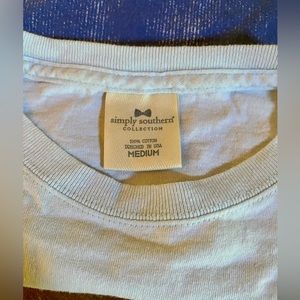 simply southern®
COLLECTION
100% COTTON
DESIGNED IN USA
MEDIUM